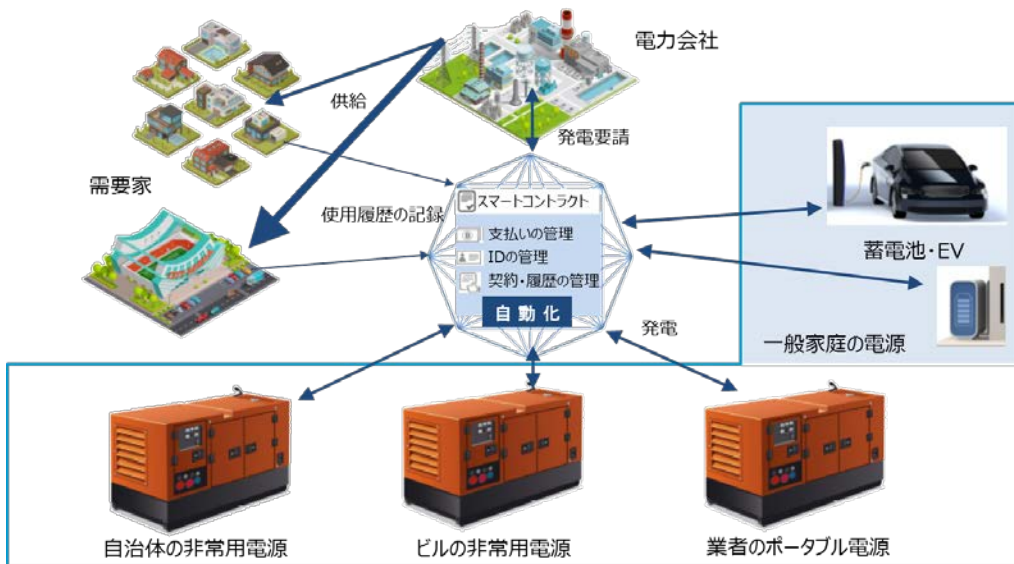 電力会社
供給
発電要請
需要家
使用履歴の記録
スマートコントラクト
支払いの管理
IDの管理
契約・履歴の管理
自動化
蓄電池・EV
一般家庭の電源
発電
自治体の非常用電源
ビルの非常用電源
業者のポータブル電源